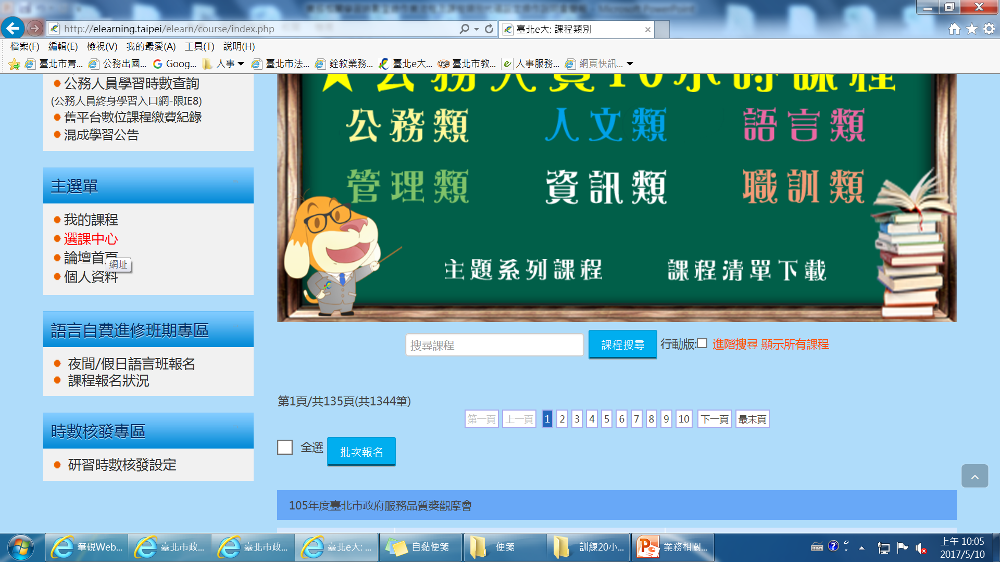 http://elearning.taipei/elearn/course/index.php
臺北e大: 課程類別
檔案(F) 編輯(E) 檢視(V) 我的最愛(A) 工具(T) 說明(H)
臺北市青... 公務出國... Goog... 人事 臺北市法... 銓敘業務... 臺北e大... 臺北市教... 人事服務... 網頁快訊...
公務人員學習時數查詢
(公務人員終身學習入口網-限IE8)
舊平台數位課程繳費紀錄
混成學習公告
主選單
我的課程
選課中心
論壇首頁
網址
個人資料
語言自費進修班期專區
夜間/假日語言班報名
課程報名狀況
時數核發專區
研習時數核發設定
★公務人員10小時課程
公務類 人文類 語言類
管理類 資訊類 職訓類
主題系列課程 課程清單下載
搜尋課程 課程搜尋 行動版: 進階搜尋 顯示所有課程
第1頁/共135頁(共1344筆)
第一頁 上一頁 1 2 3 4 5 6 7 8 9 10 下一頁 最末頁
全選 批次報名
105年度臺北市政府服務品質獎觀摩會
筆硯Web... 臺北市政... 臺北市政... 臺北e大: ... 自黏便箋 便箋 訓練20小... 業務相關...
上午 10:05
2017/5/10